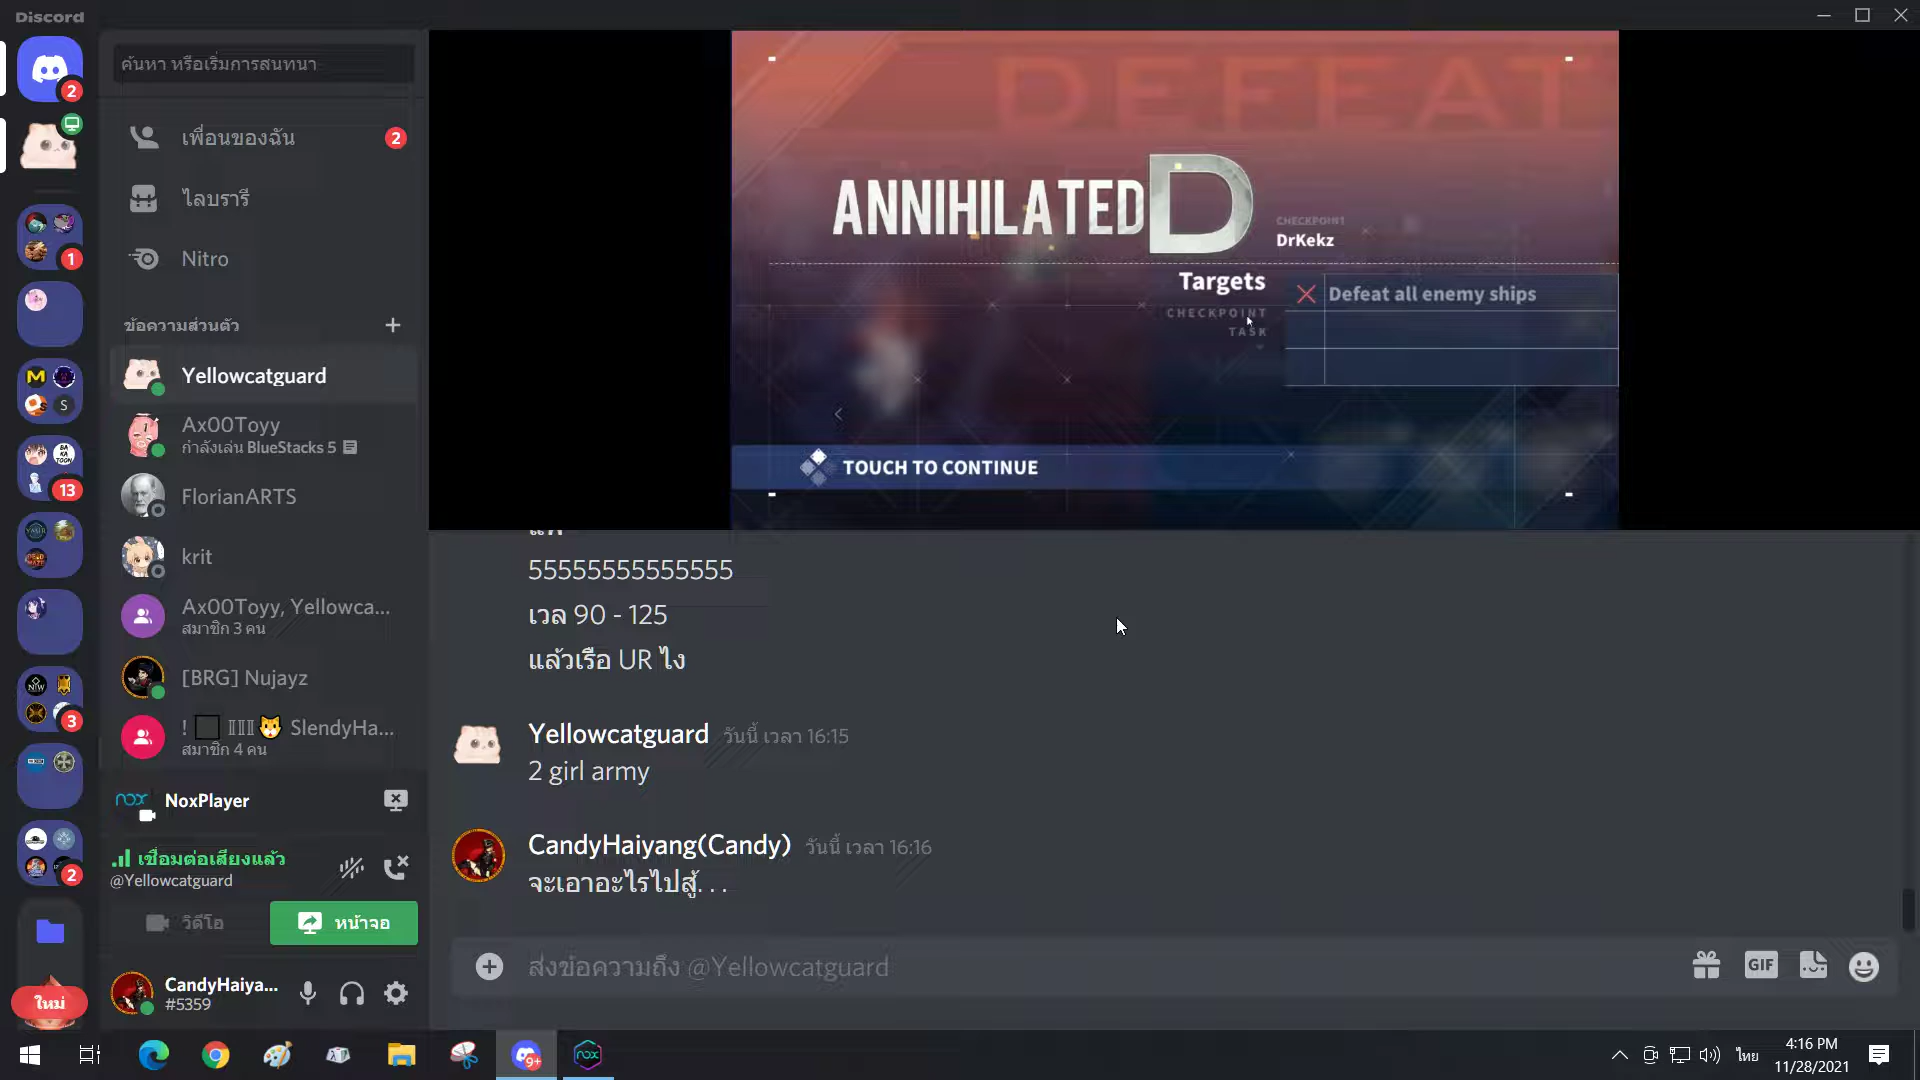 Discord
ค้นหา หรือเริ่มการสนทนา
2
เพื่อนของฉัน
2
ไลบรารี
Nitro
1
ข้อความส่วนตัว
Yellowcatguard
M
S
Ax00Toyy
กำลังเล่น BlueStacks 5
13
FlorianARTS
krit
Ax00Toyy, Yellowca...
สมาชิก 3 คน
[BRG] Nujayz
NIW
3
SlendyHa...
สมาชิก 4 คน
nox
NoxPlayer
2
เชื่อมต่อเสียงแล้ว
@Yellowcatguard
วิดีโอ
หน้าจอ
CandyHaiya...
#5359
ใหม่
DEFEAT
ANNIHILATED
D
CHECKPOINT
DrKekz
Targets
Defeat all enemy ships
CHECKPOINT
TASK
TOUCH TO CONTINUE
55555555555555
เวล 90 - 125
แล้วเรือ UR ไง
Yellowcatguard วันนี้ เวลา 16:15
2 girl army
CandyHaiyang(Candy) วันนี้ เวลา 16:16
จะเอาอะไรไปสู้. . .
ส่งข้อความถึง @Yellowcatguard
GIF
9+
nox
ไทย
4:16 PM
11/28/2021